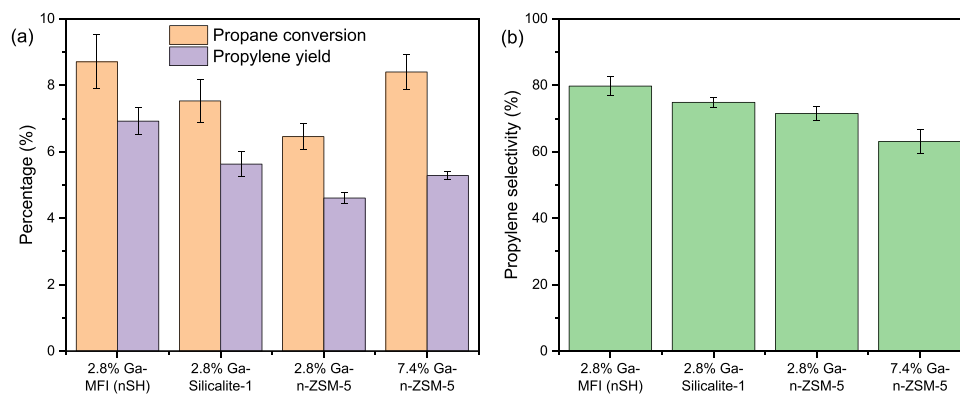 (a)
Propane conversion
Propylene yield
Percentage (%)
10
8
6
4
2
0
2.8% Ga-
MFI (nSH)
2.8% Ga-
Silicalite-1
2.8% Ga-
n-ZSM-5
7.4% Ga-
n-ZSM-5
(b)
Propylene selectivity (%)
100
80
60
40
20
0
2.8% Ga-
MFI (nSH)
2.8% Ga-
Silicalite-1
2.8% Ga-
n-ZSM-5
7.4% Ga-
n-ZSM-5